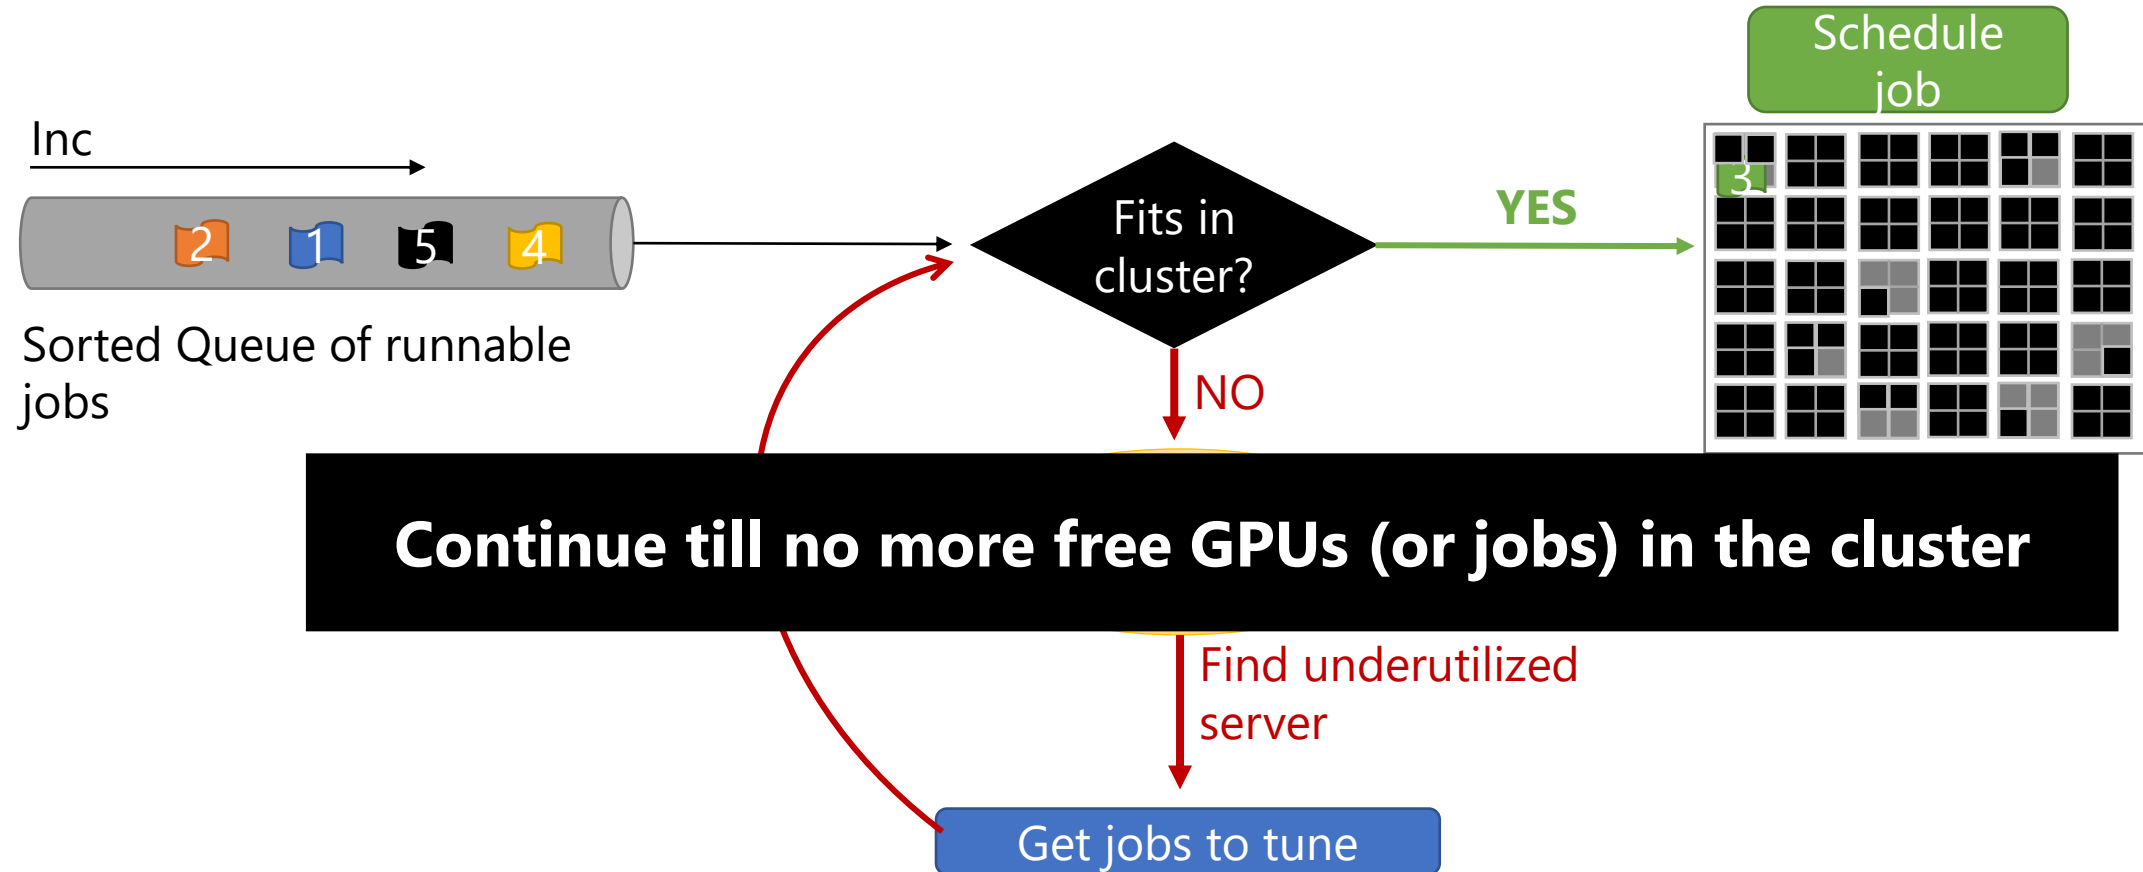 Schedule
job
Inc
3
YES
2 1 5 4
Fits in
cluster?
Sorted Queue of runnable
jobs
NO
Continue till no more free GPUs (or jobs) in the cluster
Find underutilized
server
Get jobs to tune